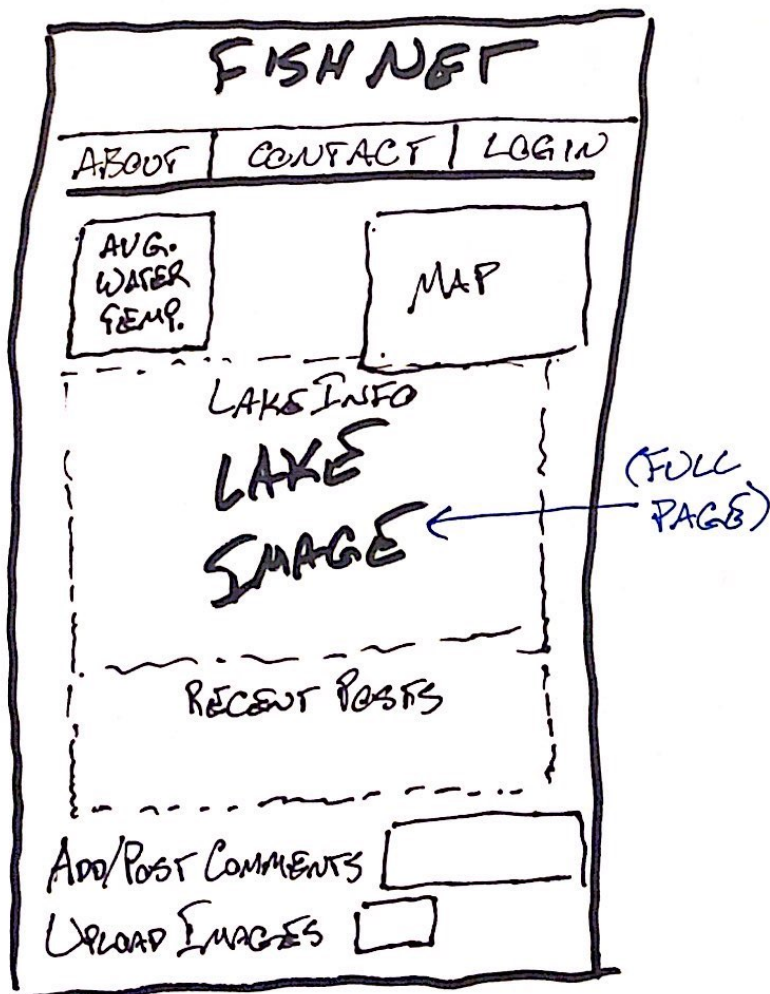 FISH NET
ABOUT | CONTACT | LOGIN
AVG.
WATER
TEMP.
MAP
LAKE INFO
LAKE
IMAGE
(FULL
PAGE)
RECENT POSTS
ADD/POST COMMENTS
UPLOAD IMAGES